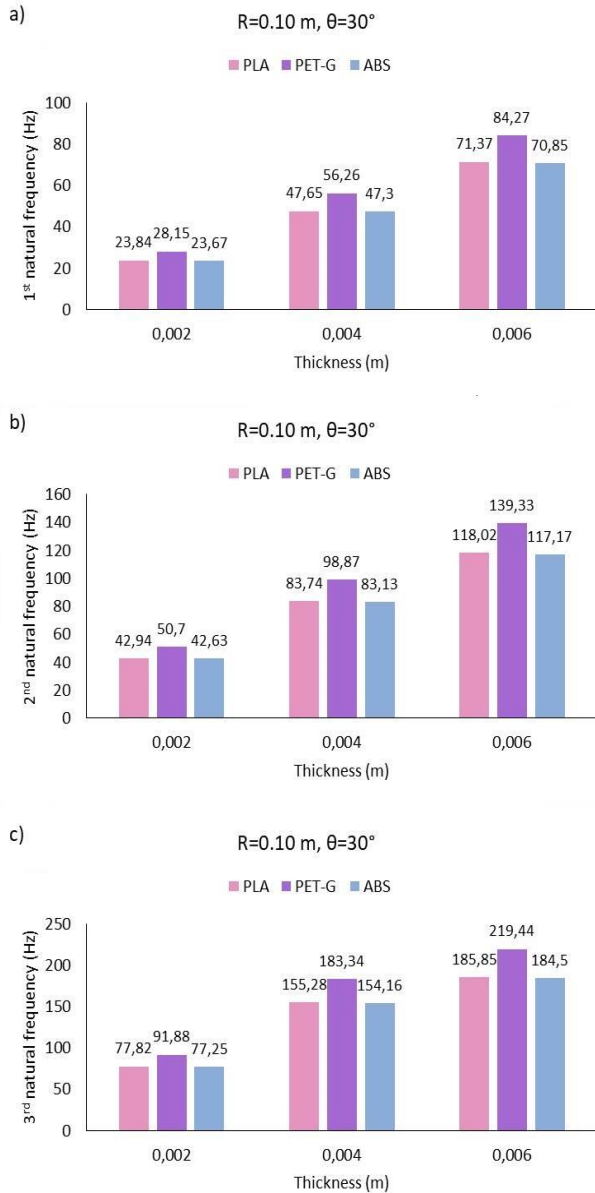 a)
R=0.10 m, θ=30°
PLA PET-G ABS
1st natural frequency (Hz)
100
80
60
40
20
0
23,84 28,15 23,67
47,65 56,26 47,3
71,37 84,27 70,85
0,002 0,004 0,006
Thickness (m)
b)
R=0.10 m, θ=30°
PLA PET-G ABS
2nd natural frequency (Hz)
160
140
120
100
80
60
40
20
0
42,94 50,7 42,63
83,74 98,87 83,13
118,02 139,33 117,17
0,002 0,004 0,006
Thickness (m)
c)
R=0.10 m, θ=30°
PLA PET-G ABS
3rd natural frequency (Hz)
250
200
150
100
50
0
77,82 91,88 77,25
155,28 183,34 154,16
185,85 219,44 184,5
0,002 0,004 0,006
Thickness (m)